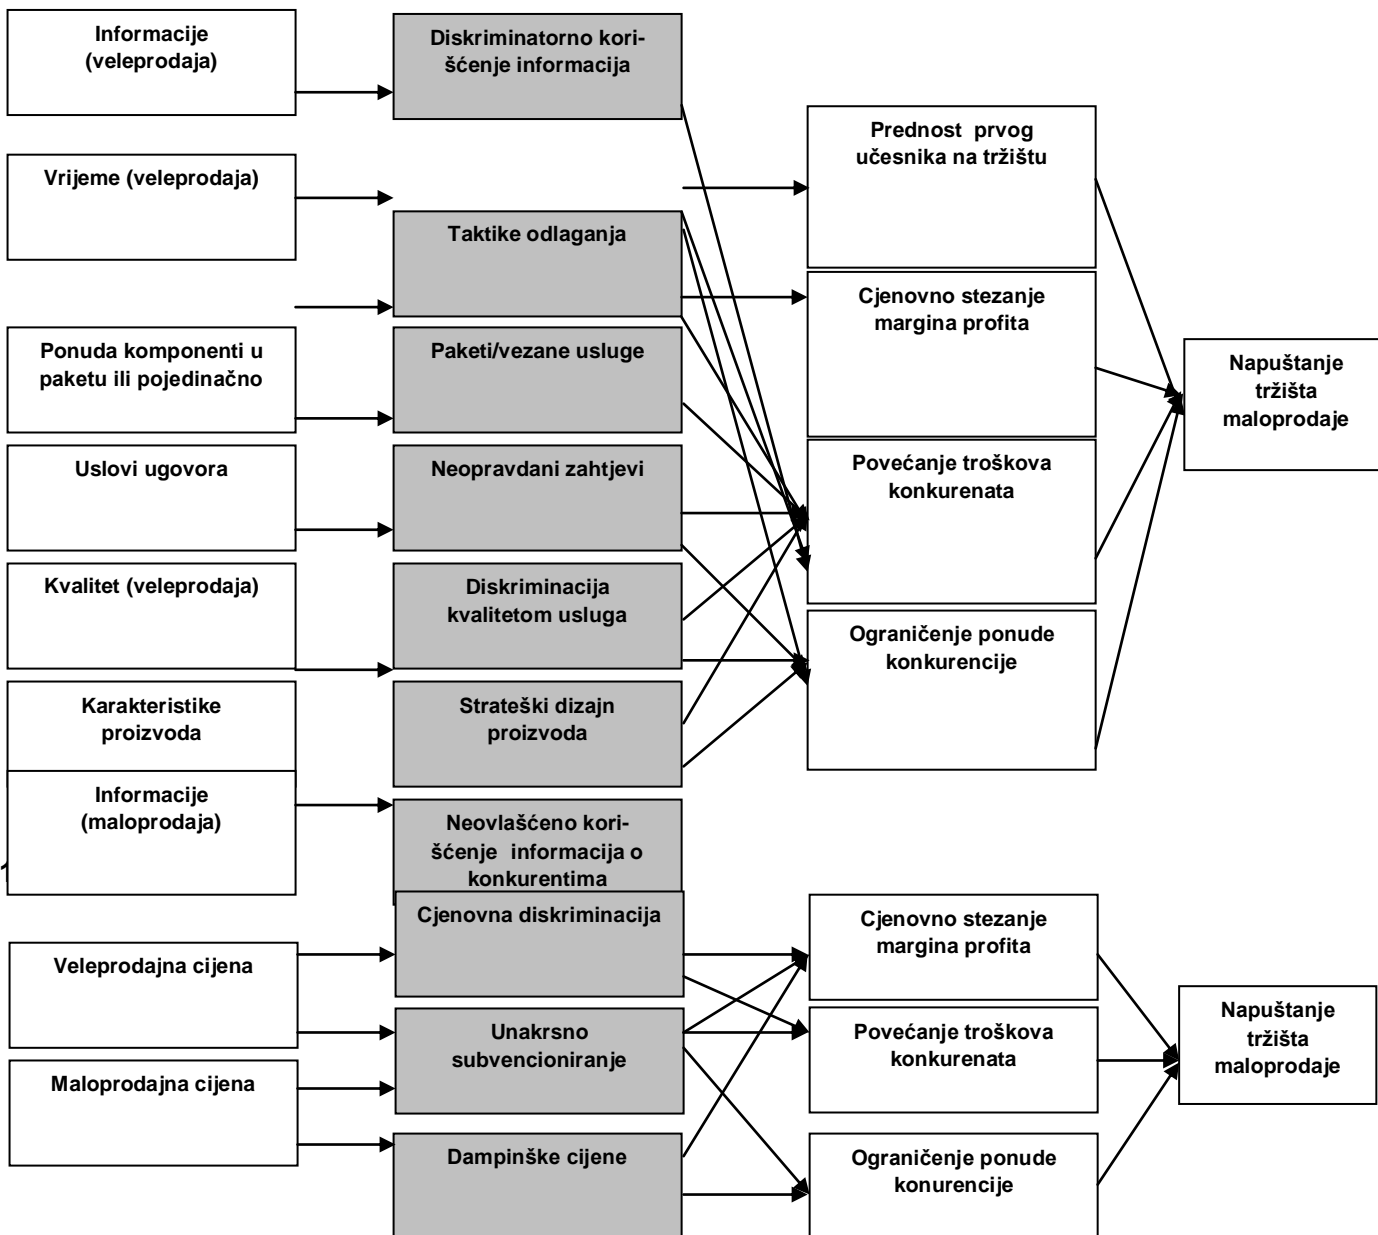 Informacije
(veleprodaja)
Vrijeme (veleprodaja)
Ponuda komponenti u
paketu ili pojedinačno
Uslovi ugovora
Kvalitet (veleprodaja)
Karakteristike
proizvoda
Informacije
(maloprodaja)
Veleprodajna cijena
Maloprodajna cijena
Diskriminatorno kori-
šćenje informacija
Taktike odlaganja
Paketi/vezane usluge
Neopravdani zahtjevi
Diskriminacija
kvalitetom usluga
Strateški dizajn
proizvoda
Neovlašćeno kori-
šćenje informacija o
konkurentima
Cjenovna diskriminacija
Unakrsno
subvencioniranje
Dampinške cijene
Prednost prvog
učesnika na tržištu
Cjenovno stezanje
margina profita
Povećanje troškova
konkurenata
Ograničenje ponude
konkurencije
Cjenovno stezanje
margina profita
Povećanje troškova
konkurenata
Ograničenje ponude
konurencije
Napuštanje
tržišta
maloprodaje
Napuštanje
tržišta
maloprodaje